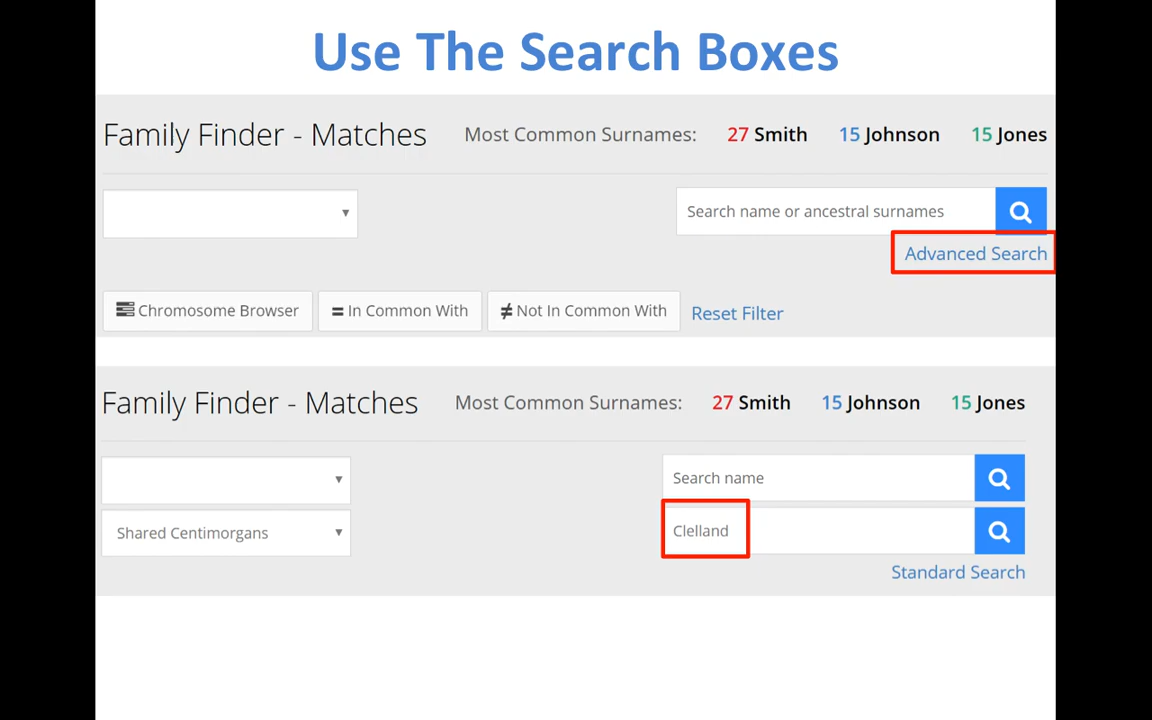 Use The Search Boxes
Family Finder - Matches Most Common Surnames: 27 Smith 15 Johnson 15 Jones
Search name or ancestral surnames
Advanced Search
Chromosome Browser = In Common With ≠ Not In Common With Reset Filter
Family Finder - Matches Most Common Surnames: 27 Smith 15 Johnson 15 Jones
Search name
Shared Centimorgans Clelland
Standard Search